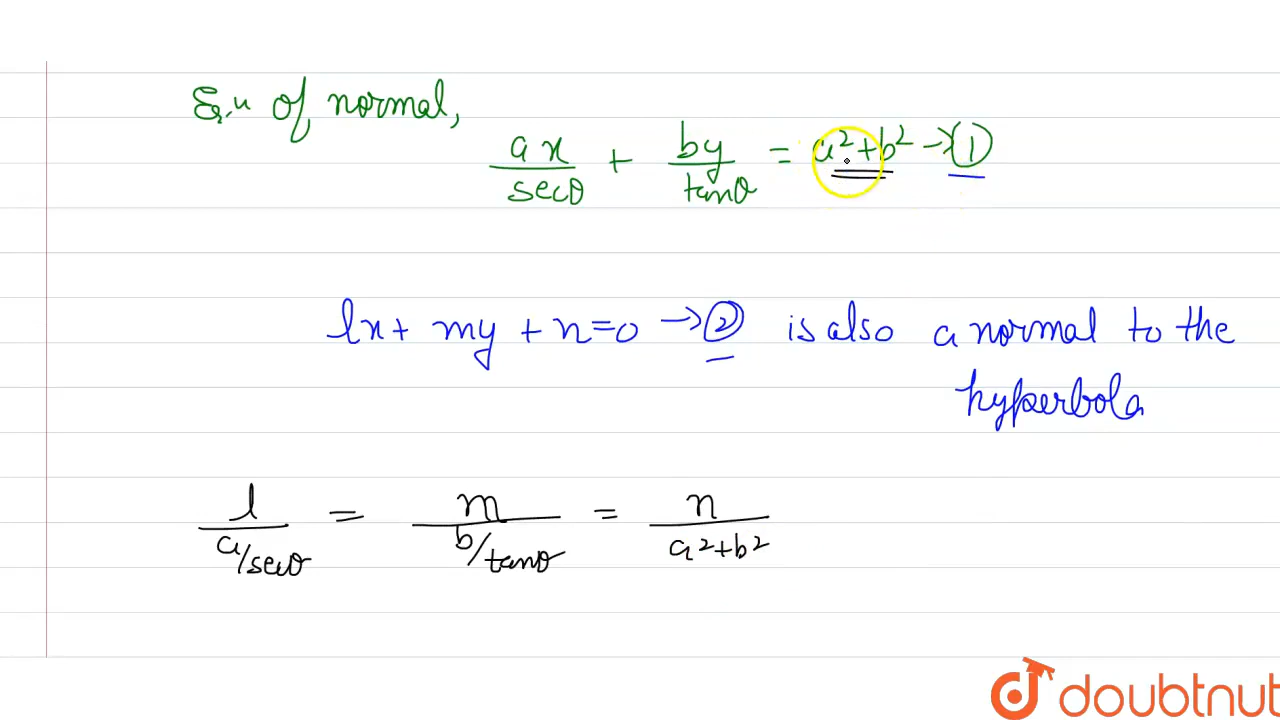 Eq.n of normal,
ax/secθ + by/tanθ = a²+b² → (1)
lx + my + n = 0 → (2) is also a normal to the
hyperbola
l/(a/secθ) = m/(b/tanθ) = n/(a²+b²)
doubtnut